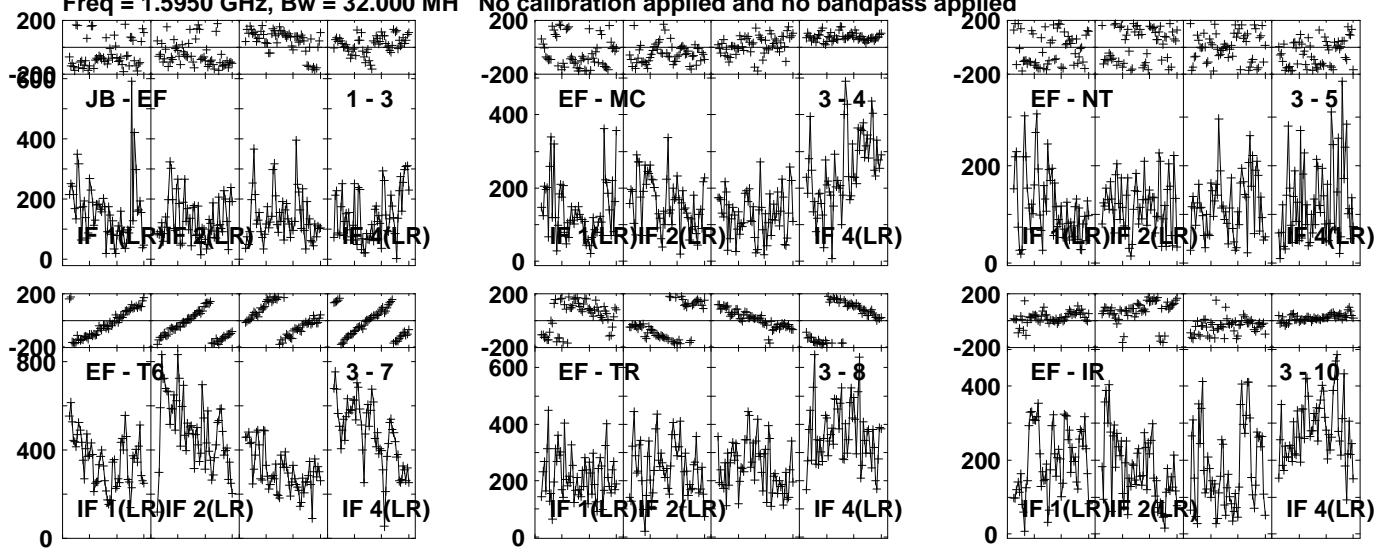 Freq = 1.5950 GHz, Bw = 32.000 MH No calibration applied and no bandpass applied
200
-200
600
400
200
0
JB - EF
1 - 3
IF 1(LR)
IF 2(LR)
IF 4(LR)
200
-200
400
200
0
EF - MC
3 - 4
IF 1(LR)
IF 2(LR)
IF 4(LR)
200
-200
200
0
EF - NT
3 - 5
IF 1(LR)
IF 2(LR)
IF 4(LR)
200
-200
800
400
0
EF - T6
3 - 7
IF 1(LR)
IF 2(LR)
IF 4(LR)
200
-200
600
400
200
0
EF - TR
3 - 8
IF 1(LR)
IF 2(LR)
IF 4(LR)
200
-200
400
200
0
EF - IR
3 - 10
IF 1(LR)
IF 2(LR)
IF 4(LR)